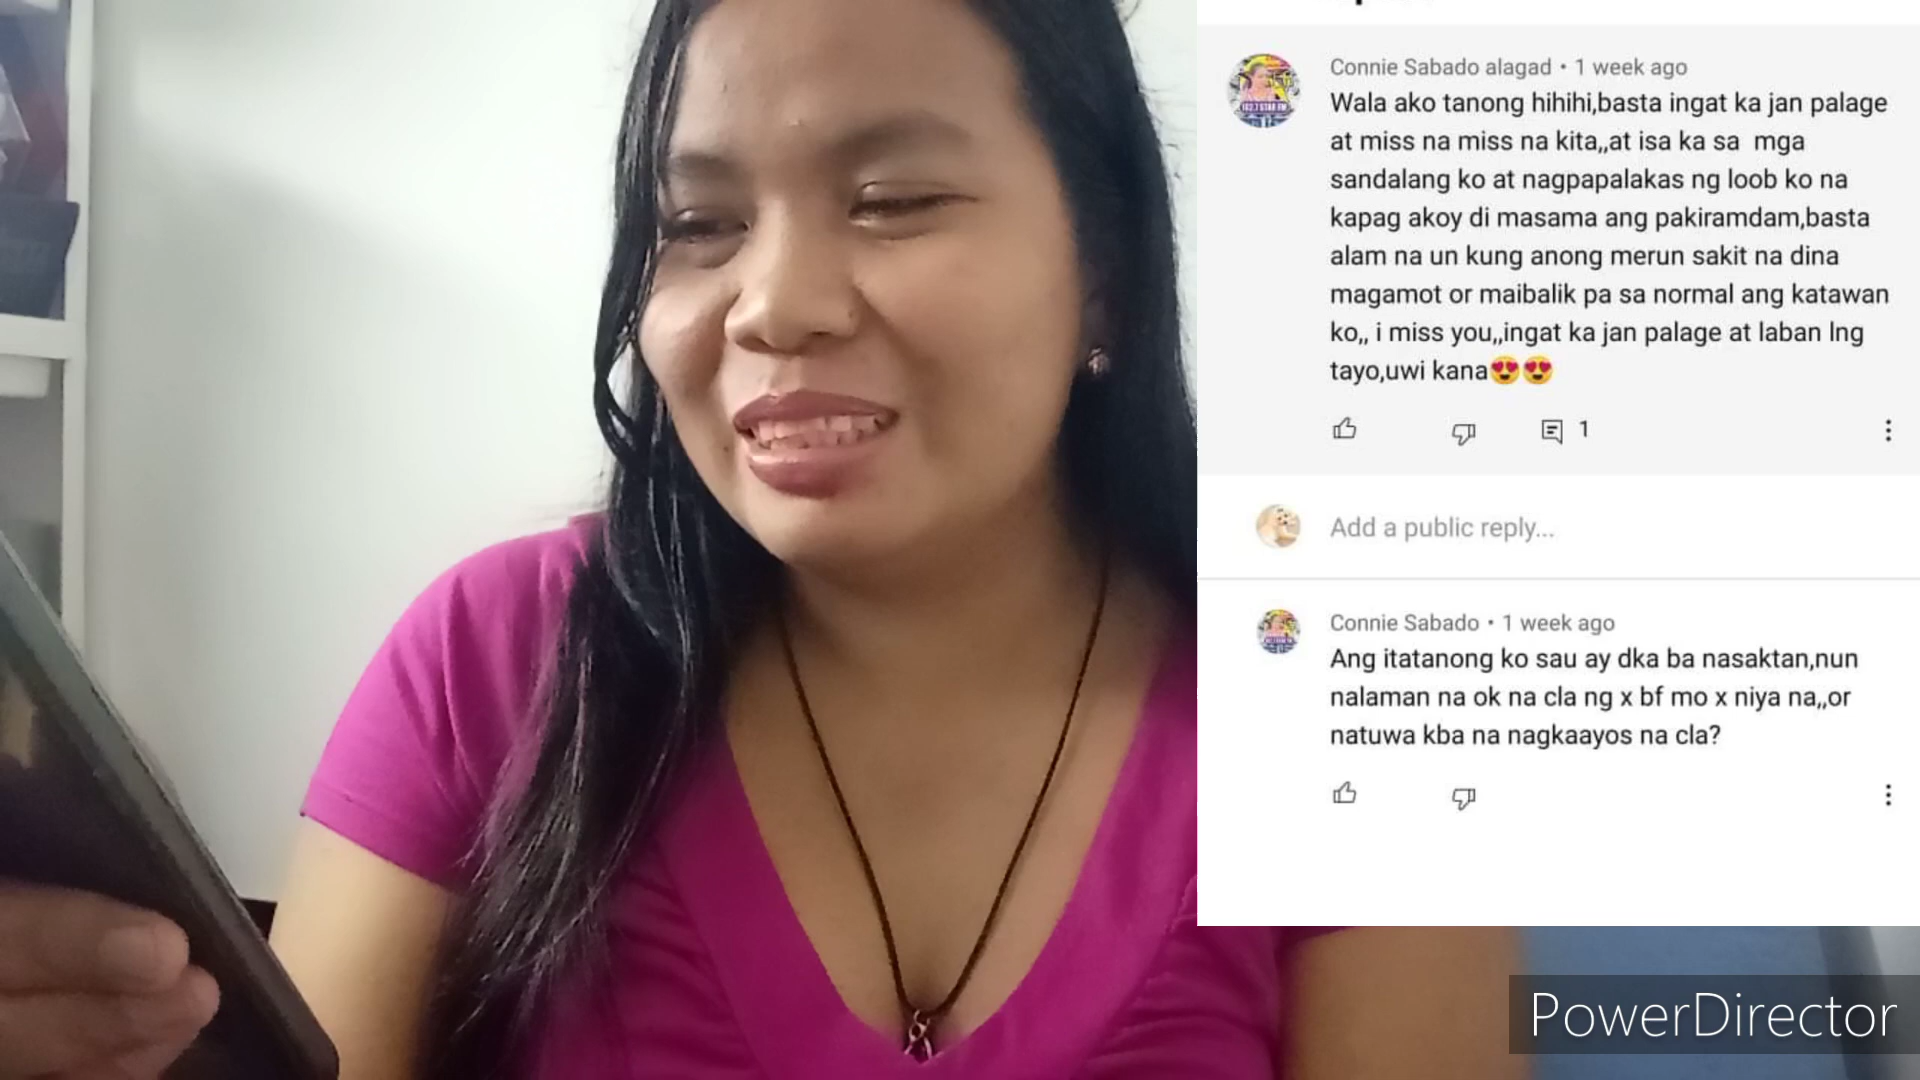 Connie Sabado alagad • 1 week ago
Wala ako tanong hihihi,basta ingat ka jan palage
at miss na miss na kita,,at isa ka sa mga
sandalang ko at nagpapalakas ng loob ko na
kapag akoy di masama ang pakiramdam,basta
alam na un kung anong merun sakit na dina
magamot or maibalik pa sa normal ang katawan
ko,, i miss you,,ingat ka jan palage at laban lng
tayo,uwi kana😍😍
1
Add a public reply...
Connie Sabado • 1 week ago
Ang itatanong ko sau ay dka ba nasaktan,nun
nalaman na ok na cla ng x bf mo x niya na,,or
natuwa kba na nagkaayos na cla?
PowerDirector